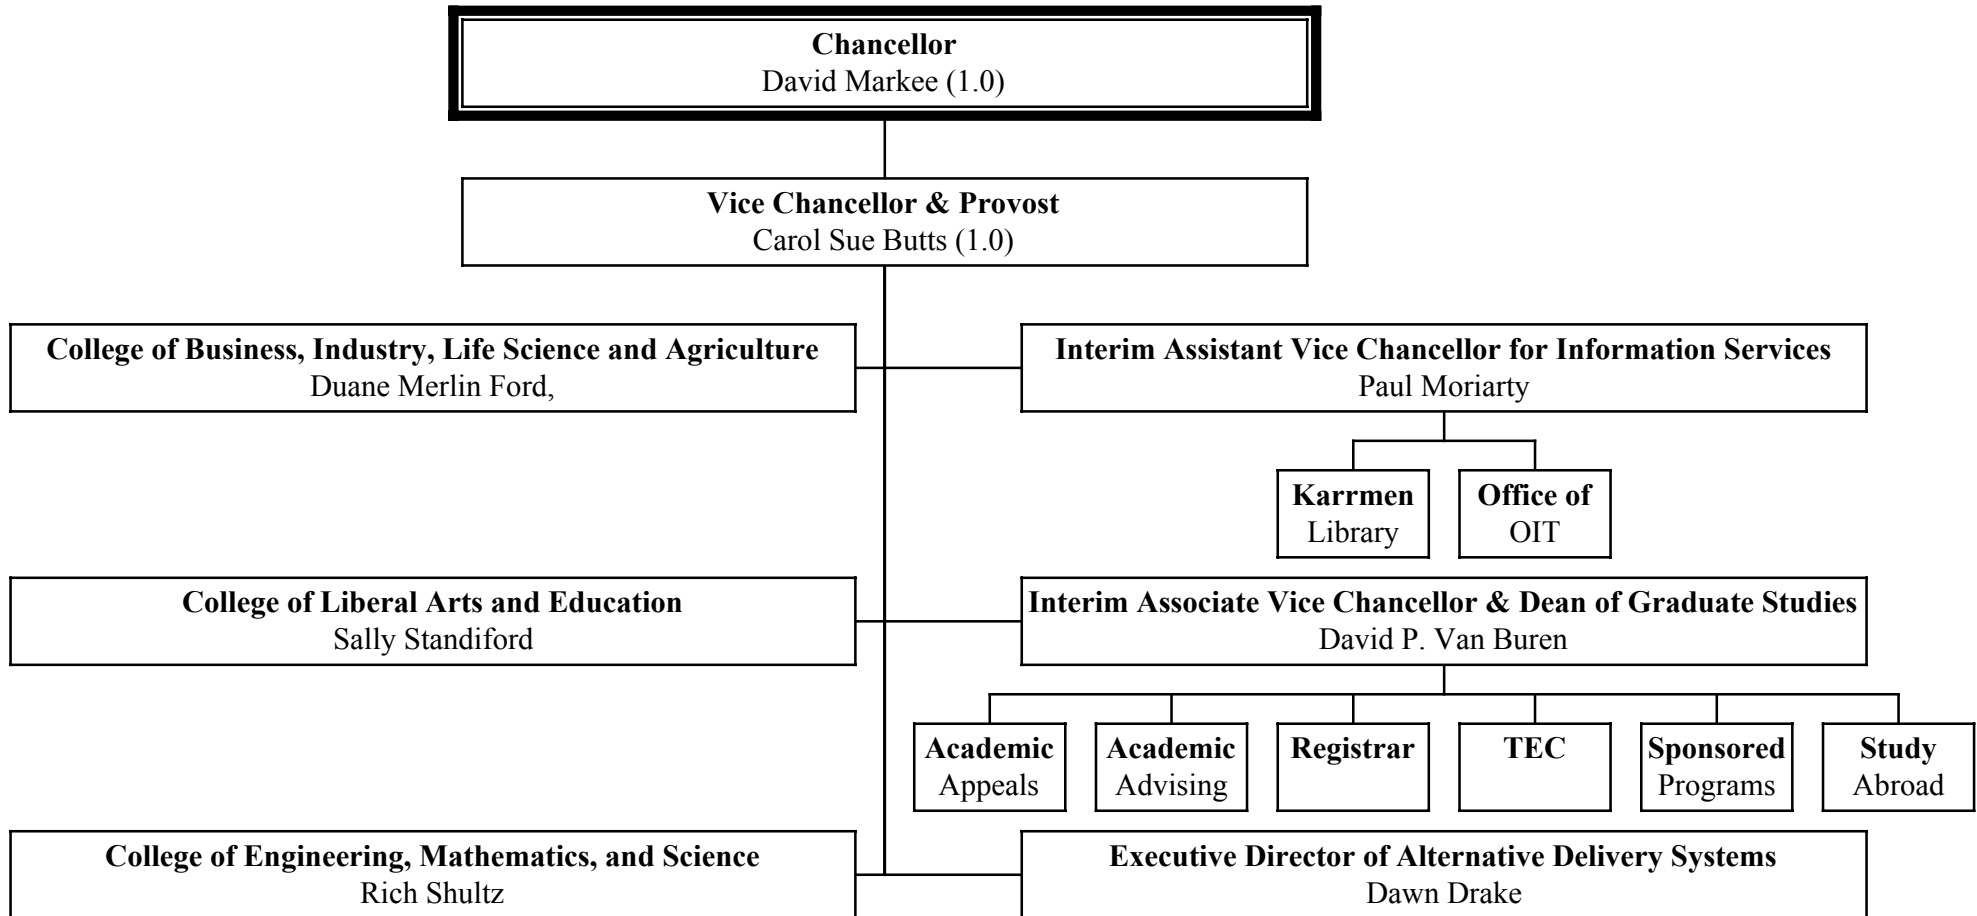 Chancellor
David Markee (1.0)
Vice Chancellor & Provost
Carol Sue Butts (1.0)
College of Business, Industry, Life Science and Agriculture
Duane Merlin Ford,
Interim Assistant Vice Chancellor for Information Services
Paul Moriarty
Karrmen
Library
Office of
OIT
College of Liberal Arts and Education
Sally Standiford
Interim Associate Vice Chancellor & Dean of Graduate Studies
David P. Van Buren
Academic
Appeals
Academic
Advising
Registrar
TEC
Sponsored
Programs
Study
Abroad
College of Engineering, Mathematics, and Science
Rich Shultz
Executive Director of Alternative Delivery Systems
Dawn Drake